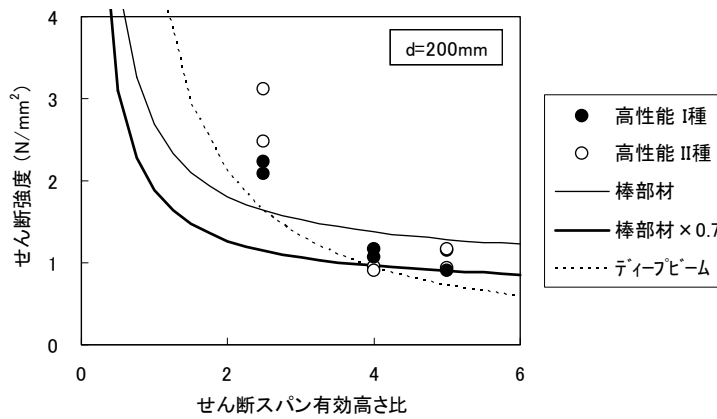 4
3
2
1
0
0
2
4
6
せん断強度 (N/mm²)
せん断スパン有効高さ比
d=200mm
高性能 I種
高性能 II種
棒部材
棒部材×0.7
ディープビーム